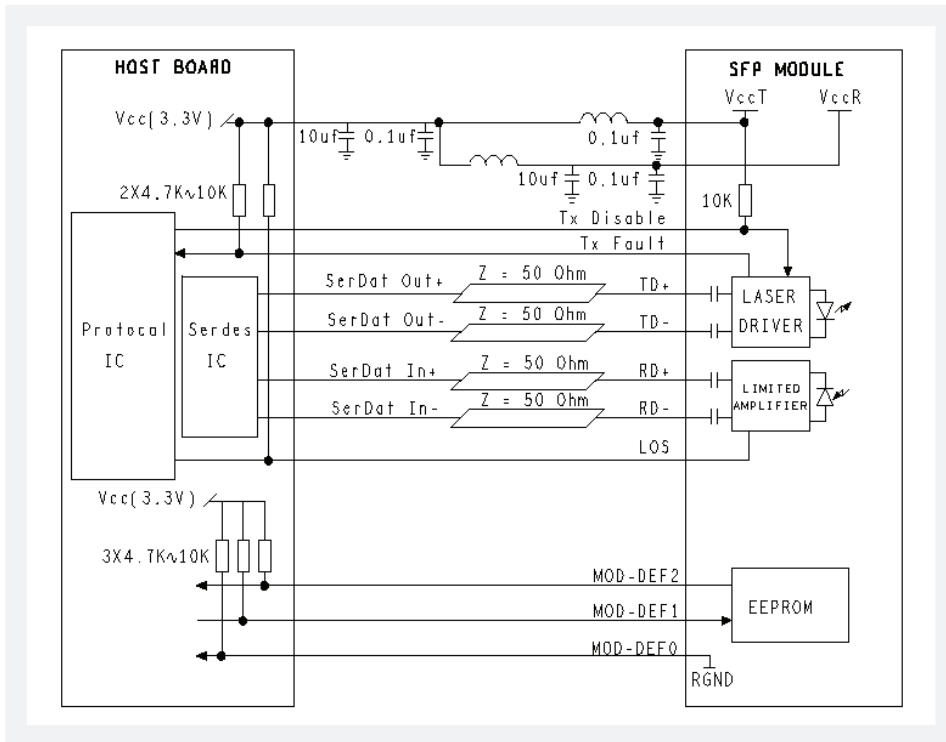 HOST BOARD
SFP MODULE
VccT
VccR
Vcc(3.3V)
10uf
0.1uf
0.1uf
10uf
0.1uf
2X4.7K~10K
10K
Tx Disable
Tx Fault
SerDat Out+
Z = 50 Ohm
TD+
SerDat Out-
Z = 50 Ohm
TD-
LASER
DRIVER
Protocal
IC
Serdes
IC
SerDat In+
Z = 50 Ohm
RD+
SerDat In-
Z = 50 Ohm
RD-
LIMITED
AMPLIFIER
LOS
Vcc(3.3V)
3X4.7K~10K
MOD-DEF2
MOD-DEF1
MOD-DEF0
EEPROM
RGND